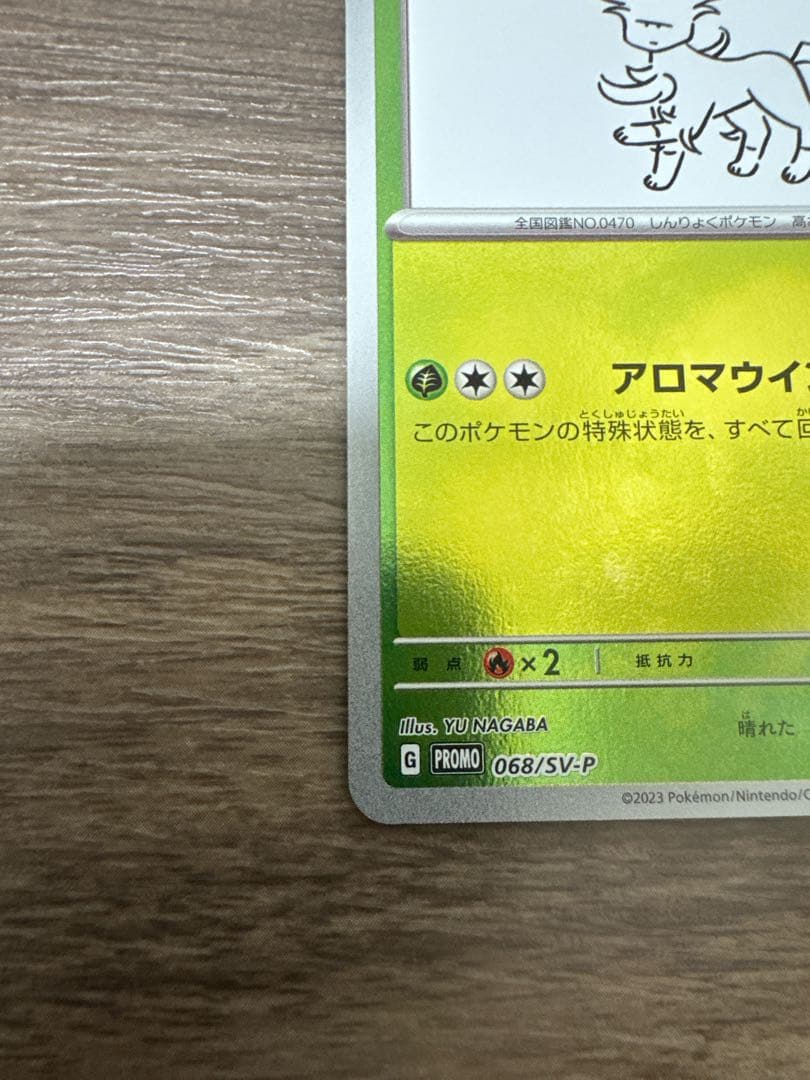 全国図鑑NO.0470 しんりょくポケモン 高
アロマウイ
とくしゅじょうたい
このポケモンの特殊状態を、すべて回
弱点 ×2 抵抗力
Illus. YU NAGABA
は
晴れた
G PROMO 068/SV-P
©2023 Pokémon/Nintendo/C